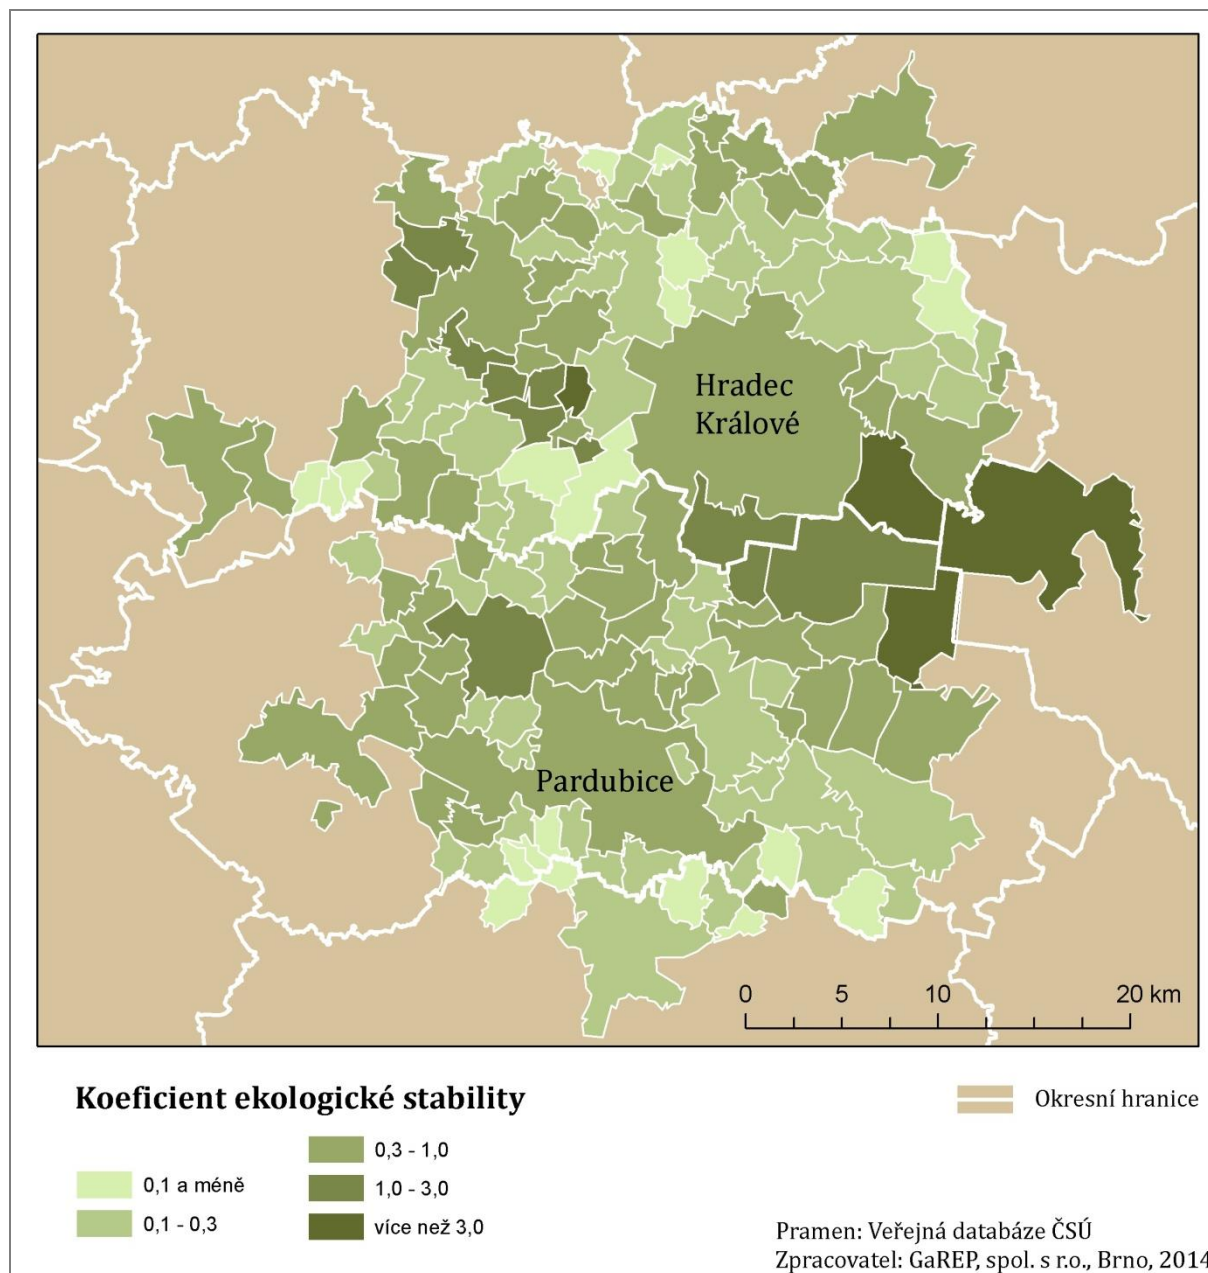 Hradec
Králové
Pardubice
0 5 10 20 km
Koeficient ekologické stability
Okresní hranice
0,1 a méně
0,1 - 0,3
0,3 - 1,0
1,0 - 3,0
více než 3,0
Pramen: Veřejná databáze ČSÚ
Zpracovatel: GaREP, spol. s r.o., Brno, 2014